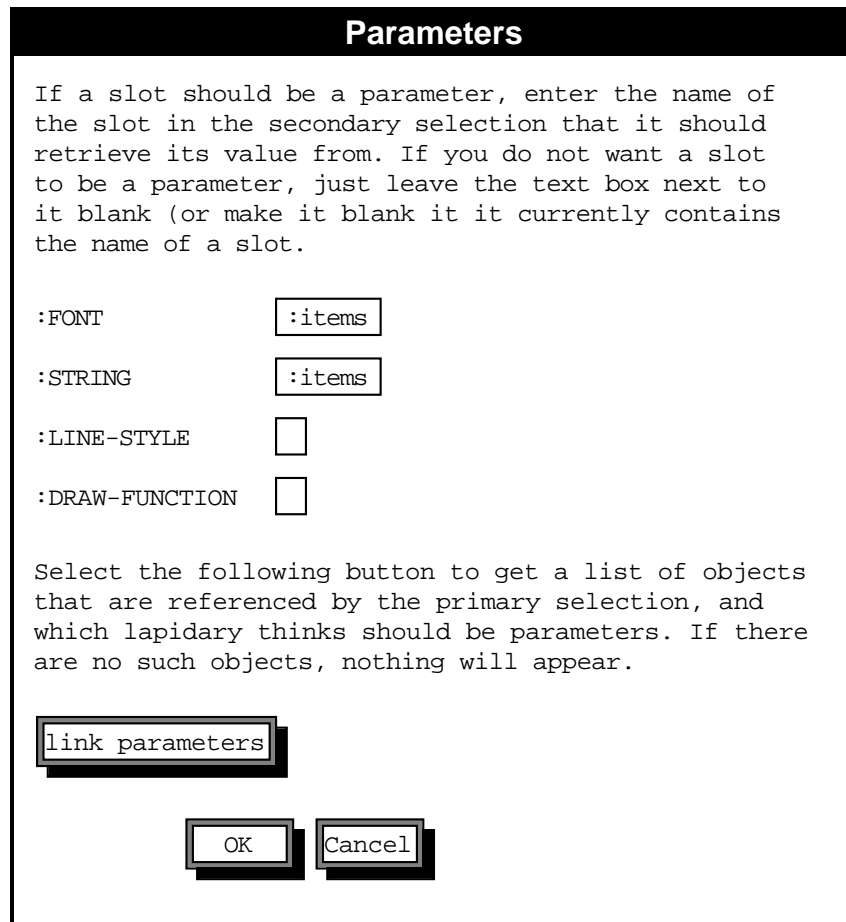 Parameters
If a slot should be a parameter, enter the name of
the slot in the secondary selection that it should
retrieve its value from. If you do not want a slot
to be a parameter, just leave the text box next to
it blank (or make it blank it it currently contains
the name of a slot.
:FONT :items
:STRING :items
:LINE-STYLE
:DRAW-FUNCTION
Select the following button to get a list of objects
that are referenced by the primary selection, and
which lapidary thinks should be parameters. If there
are no such objects, nothing will appear.
link parameters
OK Cancel